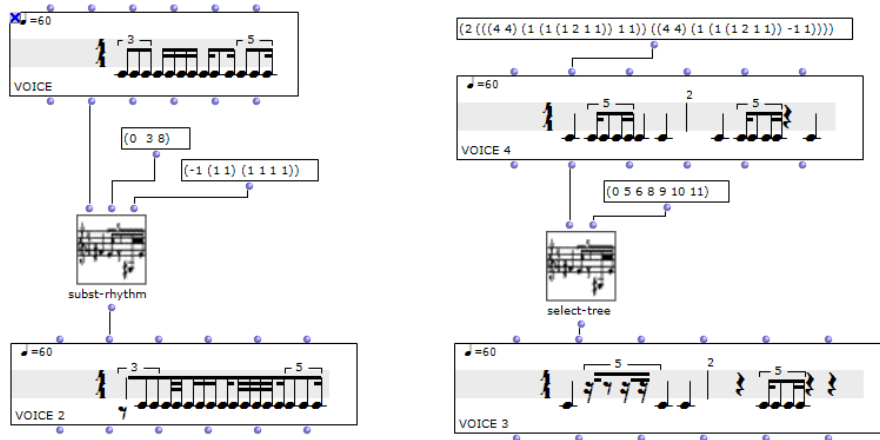 =60
3
5
VOICE
(0 3 8)
(-1 (1 1) (1 1 1 1))
subst-rhythm
=60
3
5
VOICE 2
(2 (((4 4) (1 (1 (1 2 1 1)) 1 1)) ((4 4) (1 (1 (1 2 1 1)) -1 1))))
=60
5
2
5
VOICE 4
(0 5 6 8 9 10 11)
select-tree
=60
5
2
5
VOICE 3